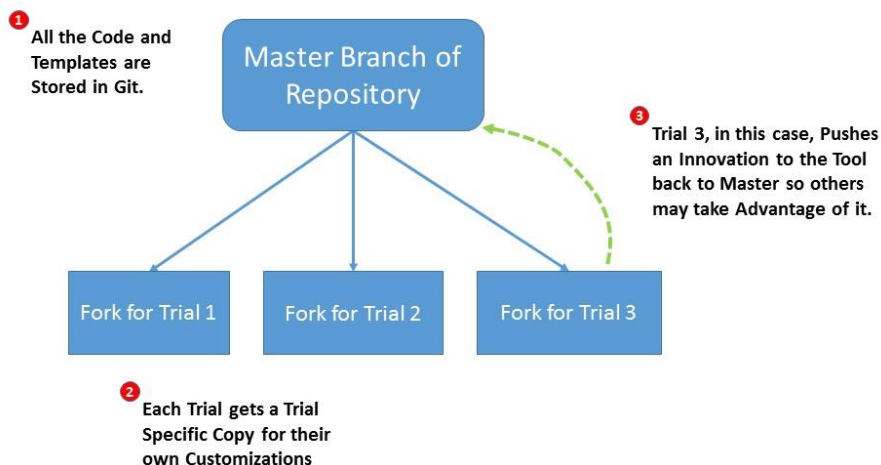 1
All the Code and
Templates are
Stored in Git.
Master Branch of
Repository
3
Trial 3, in this case, Pushes
an Innovation to the Tool
back to Master so others
may take Advantage of it.
Fork for Trial 1
Fork for Trial 2
Fork for Trial 3
2
Each Trial gets a Trial
Specific Copy for their
own Customizations